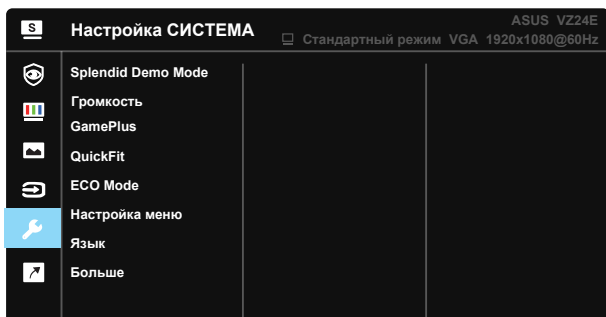 S
Настройка СИСТЕМА
ASUS VZ24E
Стандартный режим VGA 1920x1080@60Hz
Splendid Demo Mode
Громкость
GamePlus
QuickFit
ECO Mode
Настройка меню
Язык
Больше